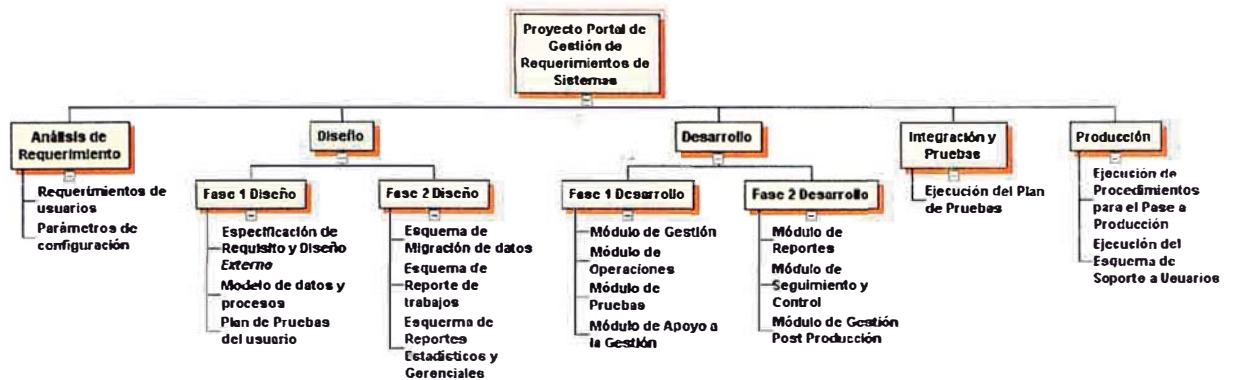 Proyecto Portal de
Gestión de
Requerimientos de
Sistemas
Análisis de
Requerimiento
Requerimientos de
usuarios
Parámetros de
configuración
Diseño
Fase 1 Diseño
Especificación de
Requisito y Diseño
Externo
Modelo de datos y
procesos
Plan de Pruebas
del usuario
Fase 2 Diseño
Esquema de
Migración de datos
Esquema de
Reporte de
trabajos
Esquerma de
Reportes
Estadísticos y
Gerenciales
Desarrollo
Fase 1 Desarrollo
Módulo de Gestión
Módulo de
Operaciones
Módulo de
Pruebas
Módulo de Apoyo a
la Gestión
Fase 2 Desarrollo
Módulo de
Reportes
Módulo de
Seguimiento y
Control
Módulo de Gestión
Post Producción
Integración y
Pruebas
Ejecución del Plan
de Pruebas
Producción
Ejecución de
Procedimientos
para el Pase a
Producción
Ejecución del
Esquema de
Soporte a Usuarios